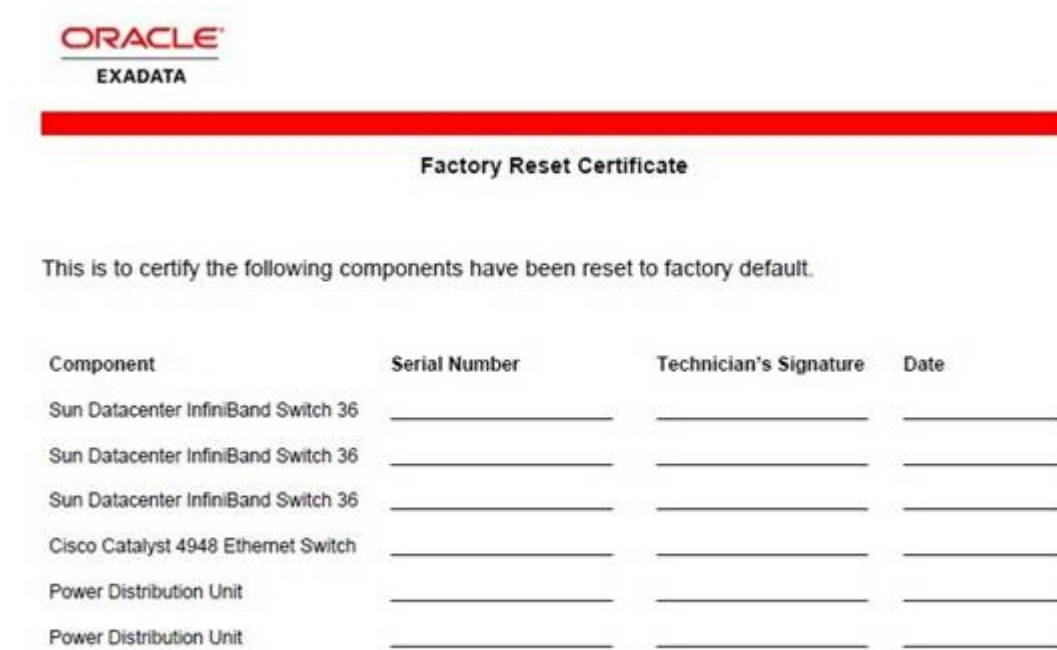 ORACLE
EXADATA
Factory Reset Certificate
This is to certify the following components have been reset to factory default.
Component Serial Number Technician's Signature Date
Sun Datacenter InfiniBand Switch 36
Sun Datacenter InfiniBand Switch 36
Sun Datacenter InfiniBand Switch 36
Cisco Catalyst 4948 Ethernet Switch
Power Distribution Unit
Power Distribution Unit